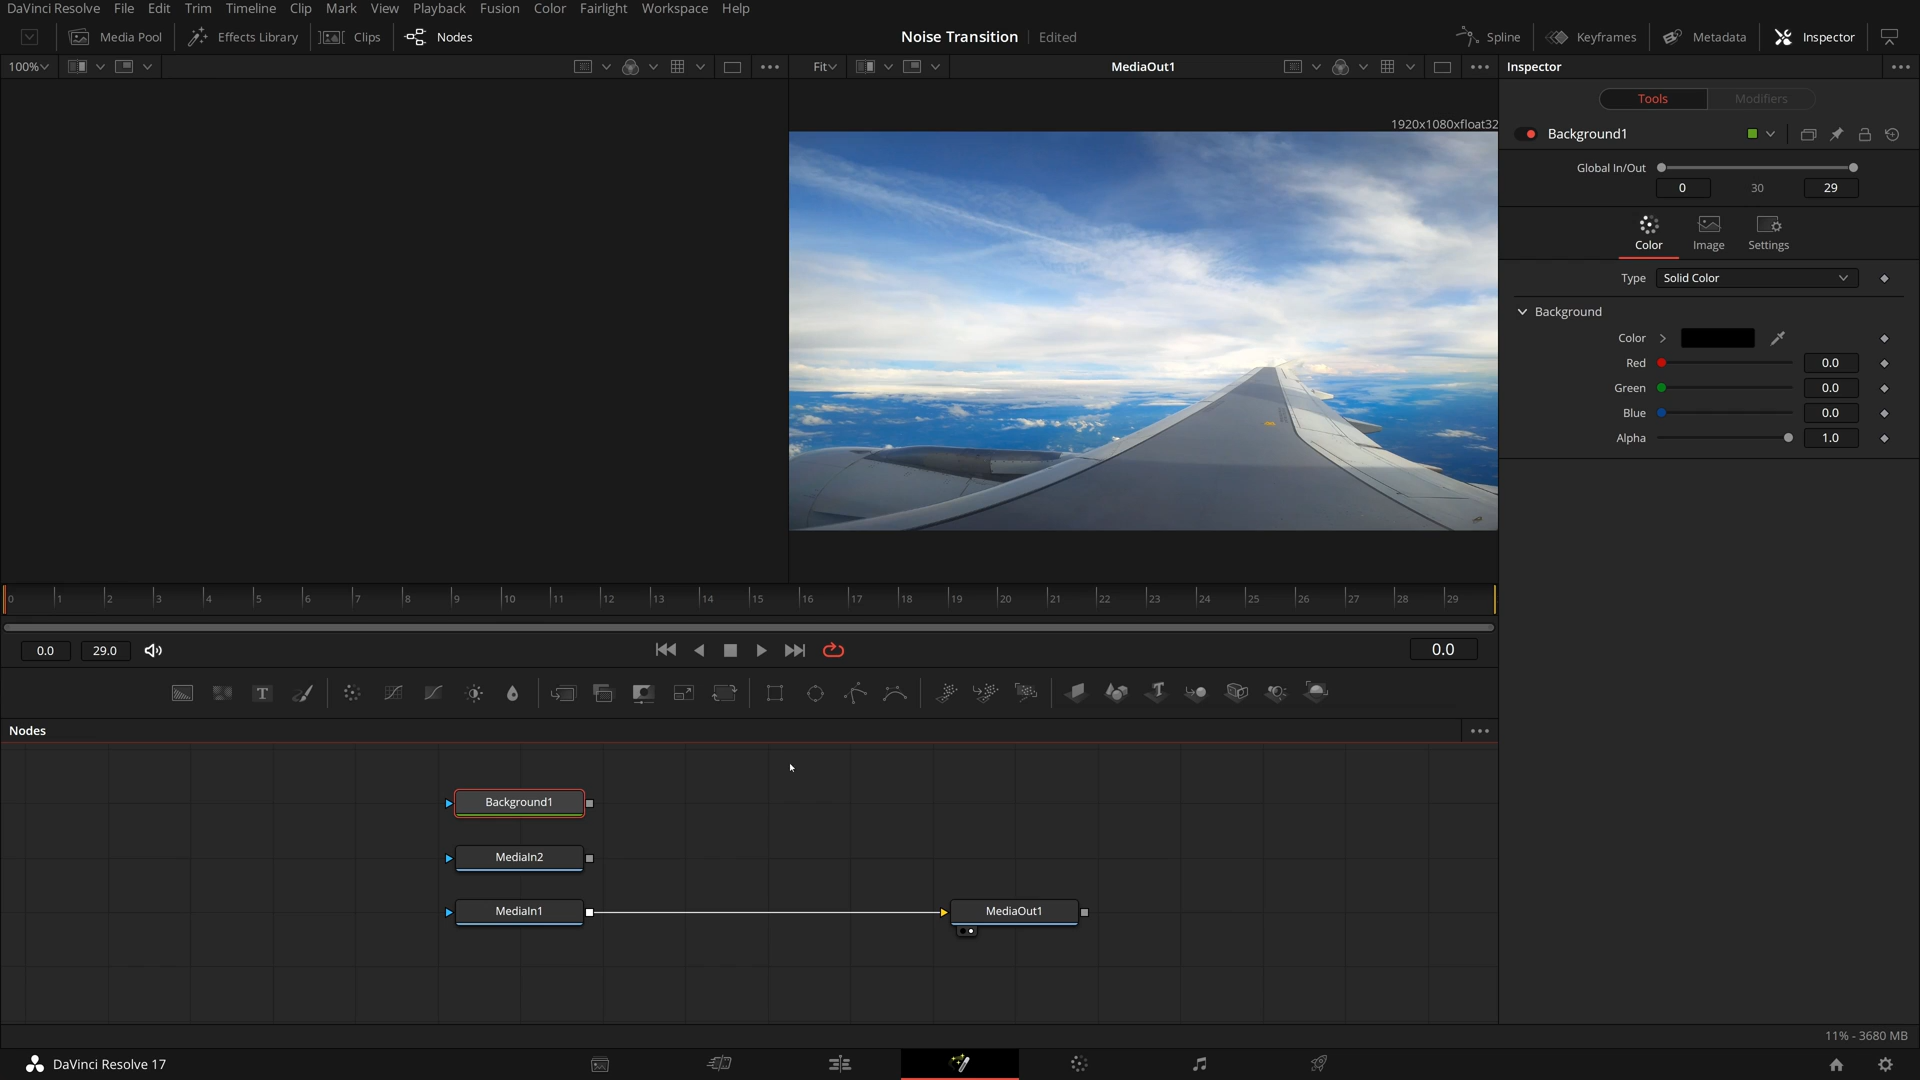 DaVinci Resolve File Edit Trim Timeline Clip Mark View Playback Fusion Color Fairlight Workspace Help
Media Pool Effects Library Clips Nodes Noise Transition Edited Spline Keyframes Metadata Inspector
100% Fit MediaOut1 Inspector
Tools Modifiers
1920x1080xfloat32
Background1
Global In/Out
0 30 29
Color Image Settings
Type Solid Color
Background
Color
Red 0.0
Green 0.0
Blue 0.0
Alpha 1.0
0 1 2 3 4 5 6 7 8 9 10 11 12 13 14 15 16 17 18 19 20 21 22 23 24 25 26 27 28 29
0.0 29.0 0.0
T T
Nodes
Background1
MediaIn2
MediaIn1 MediaOut1
11% - 3680 MB
DaVinci Resolve 17